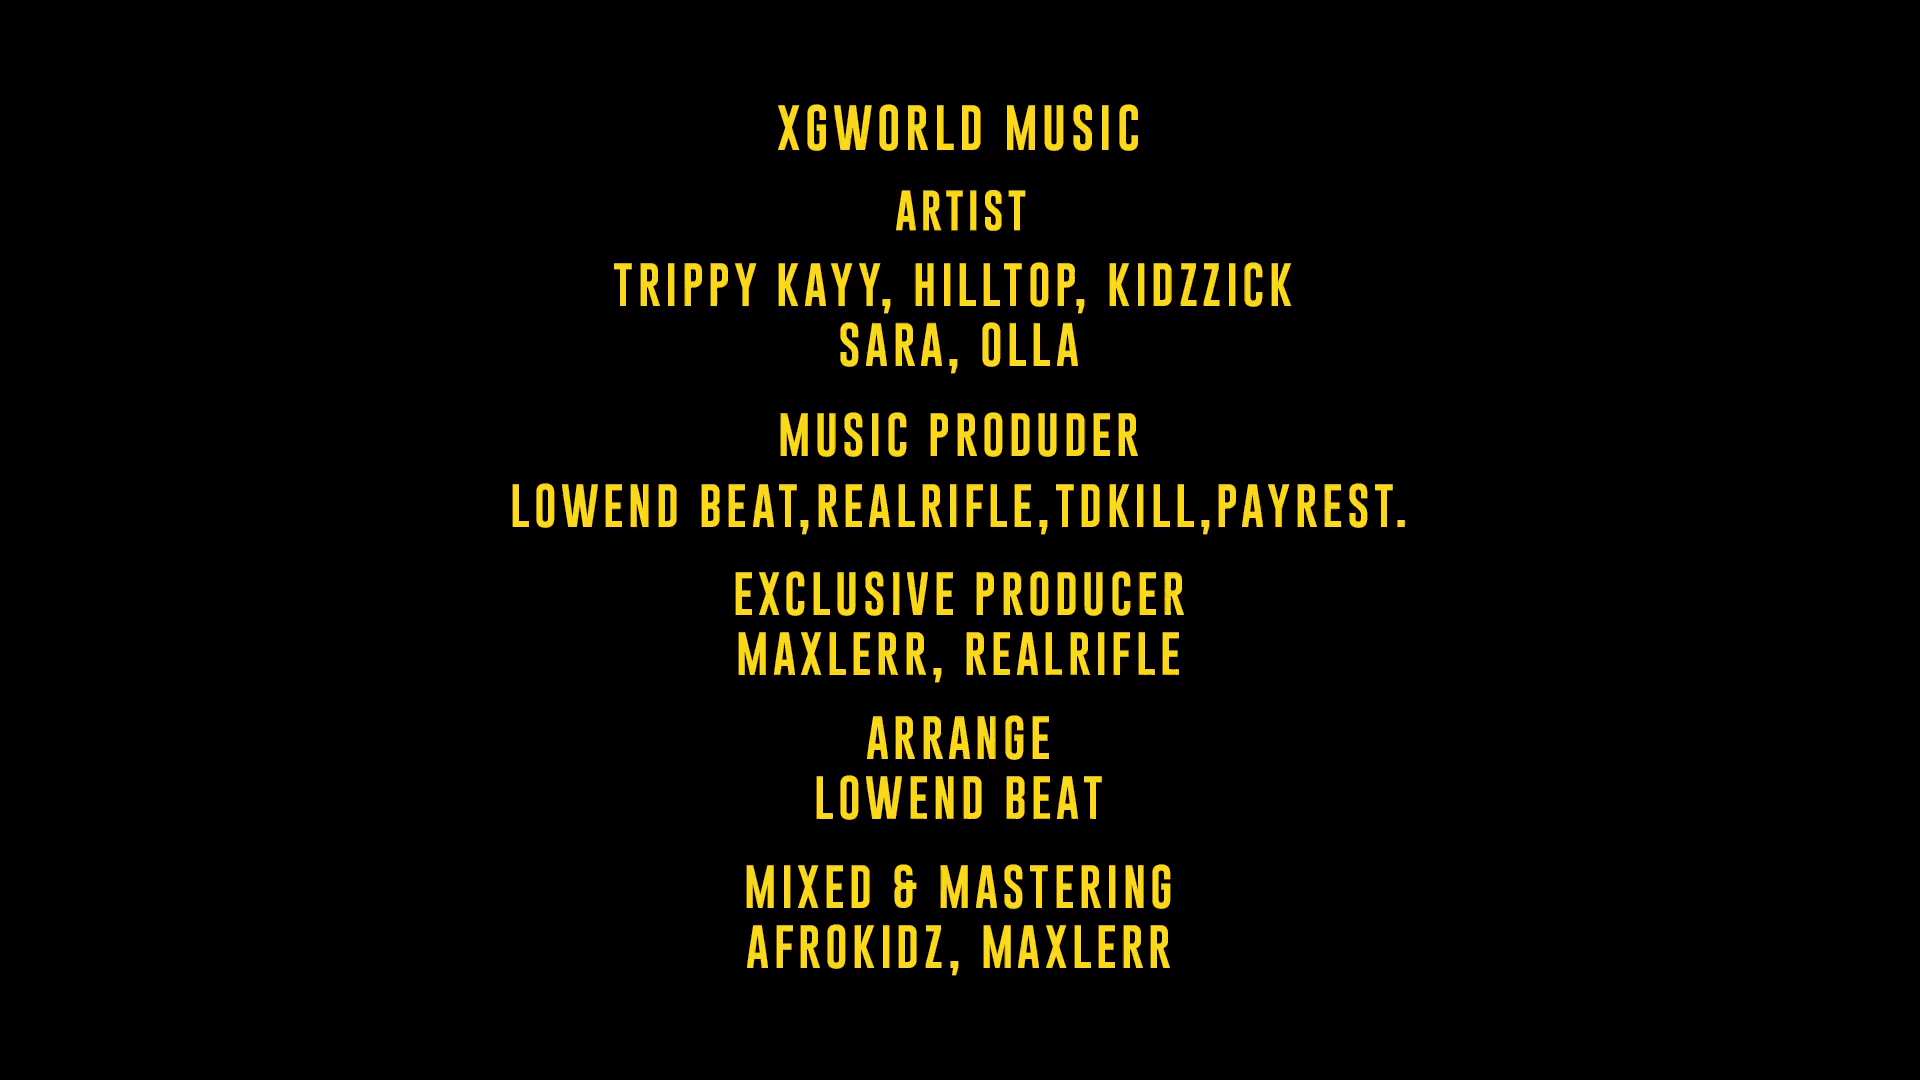 XGWORLD MUSIC
ARTIST
TRIPPY KAYY, HILLTOP, KIDZZICK
SARA, OLLA
MUSIC PRODUDER
LOWEND BEAT,REALRIFLE,TDKILL,PAYREST.
EXCLUSIVE PRODUCER
MAXLERR, REALRIFLE
ARRANGE
LOWEND BEAT
MIXED & MASTERING
AFROKIDZ, MAXLERR